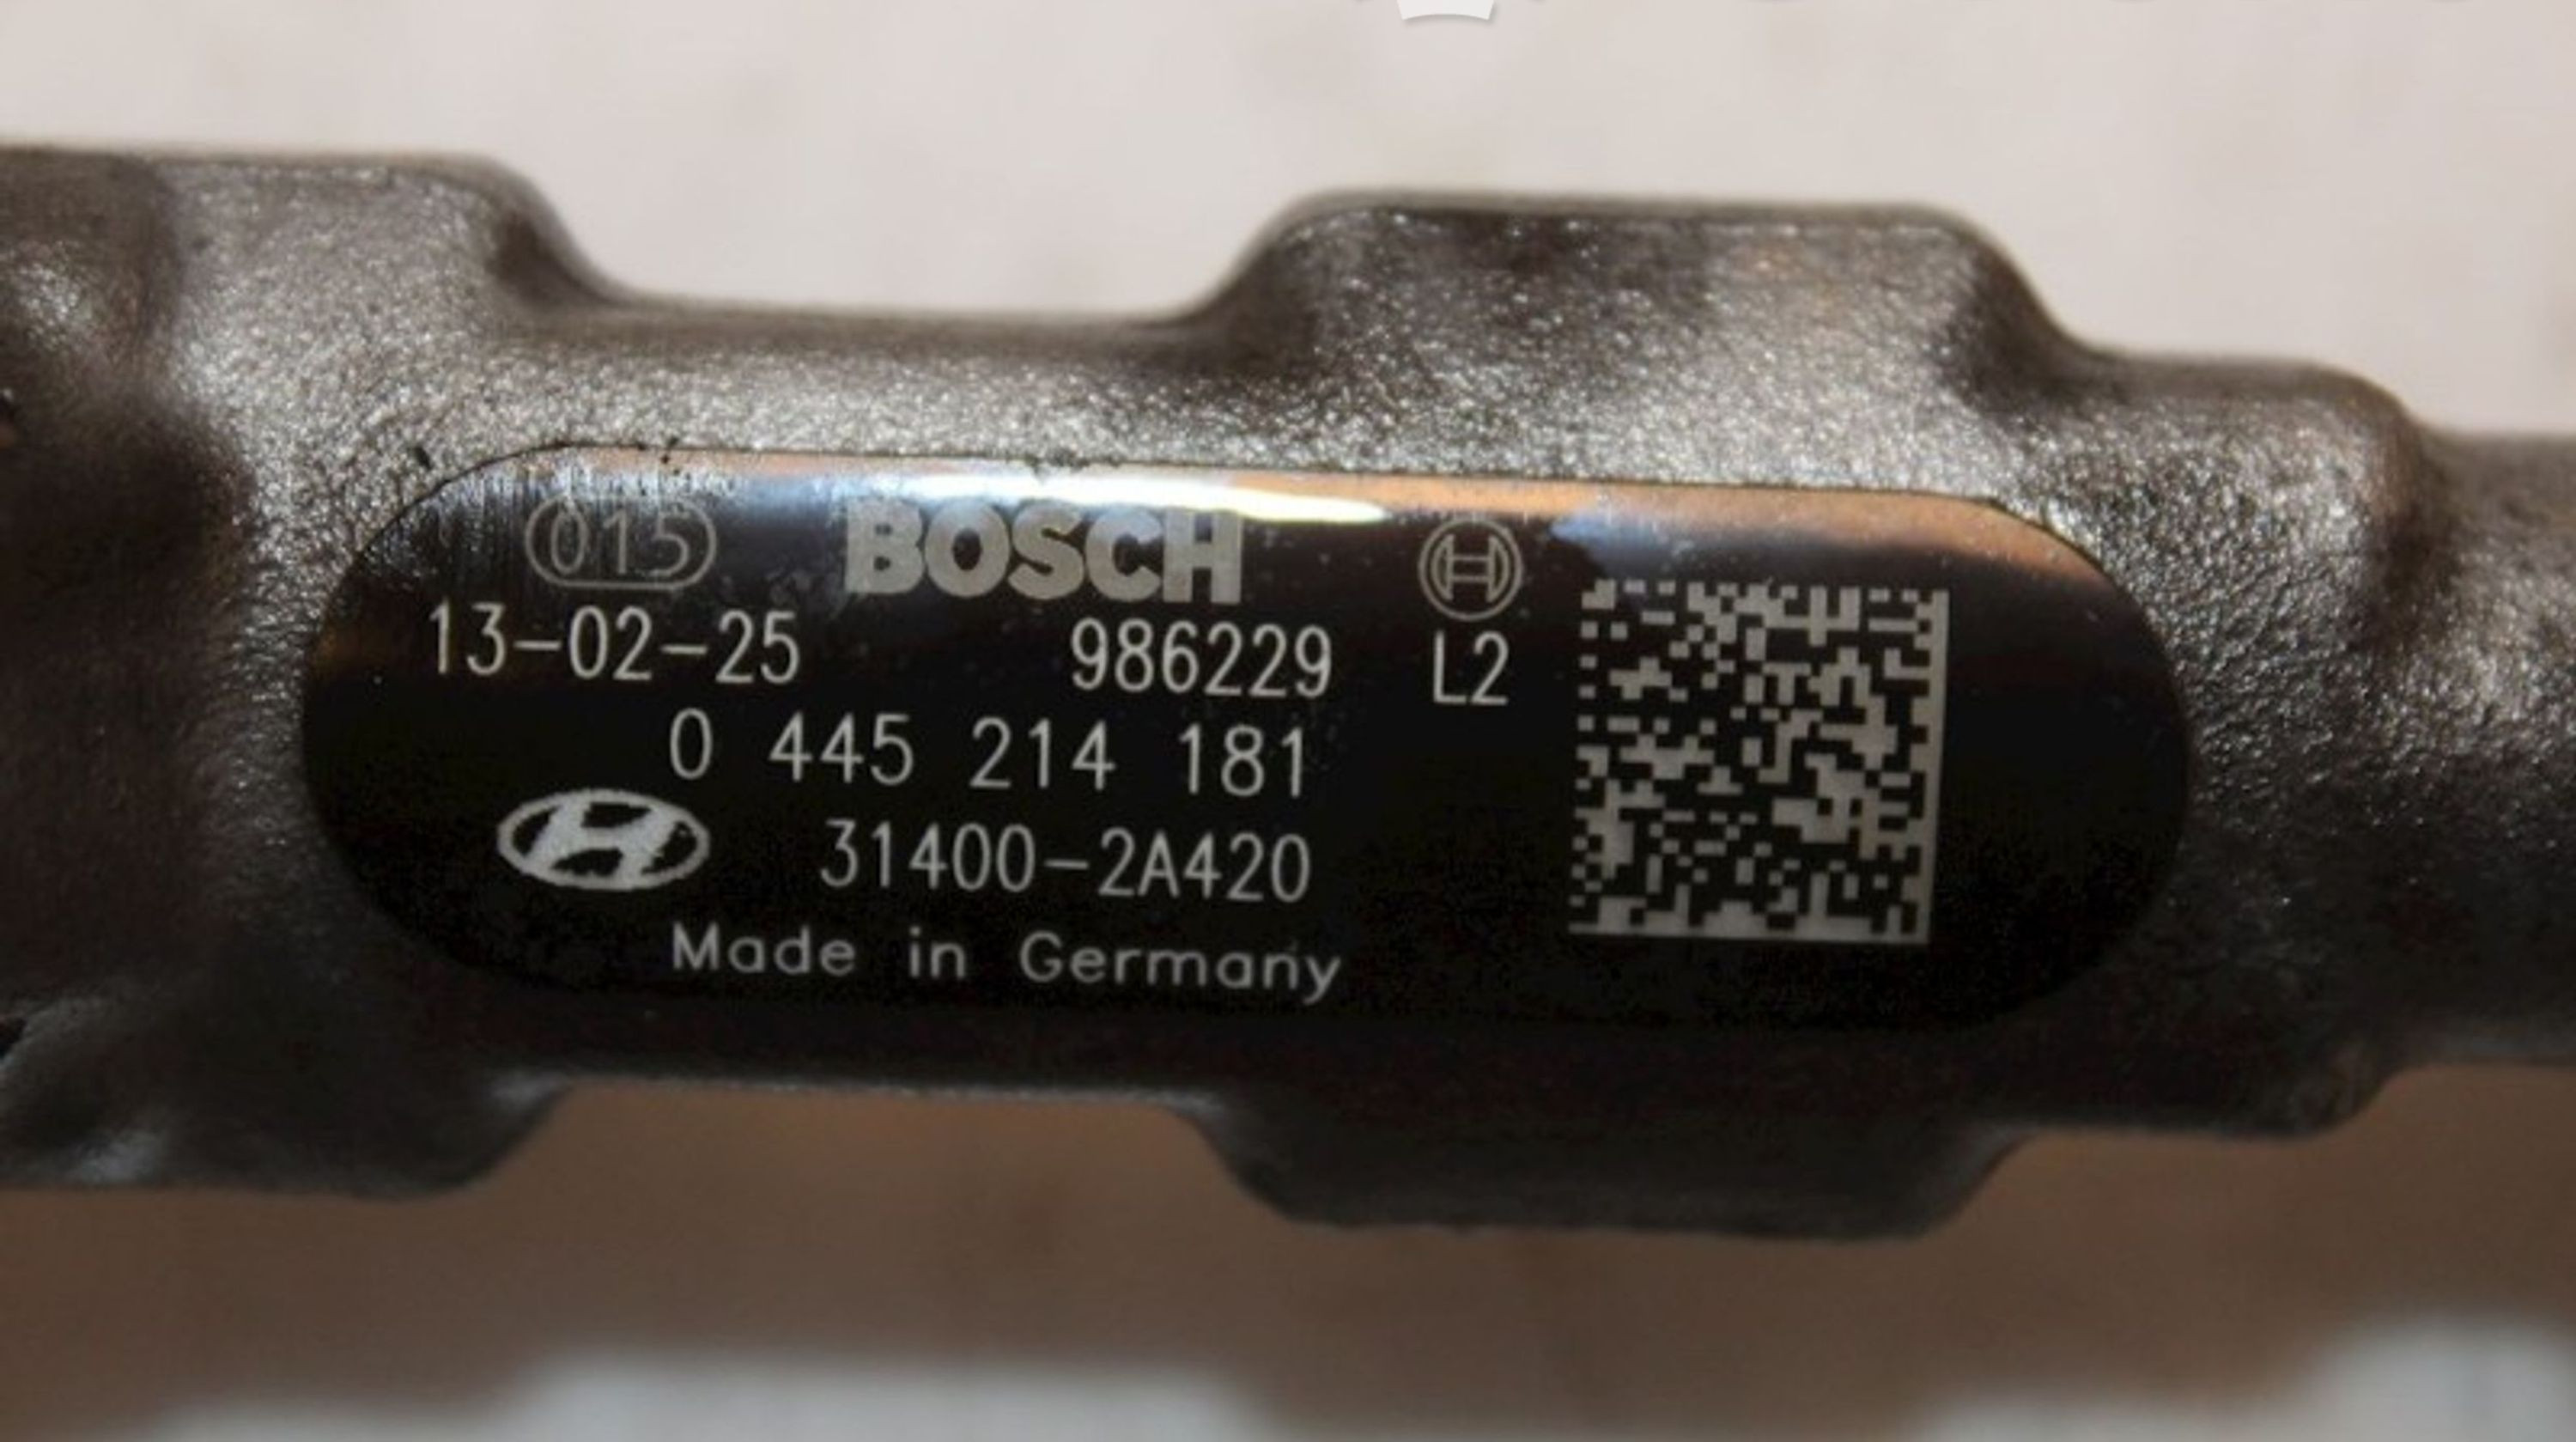 015 BOSCH
13-02-25 986229 L2
0 445 214 181
31400-2A420
Made in Germany